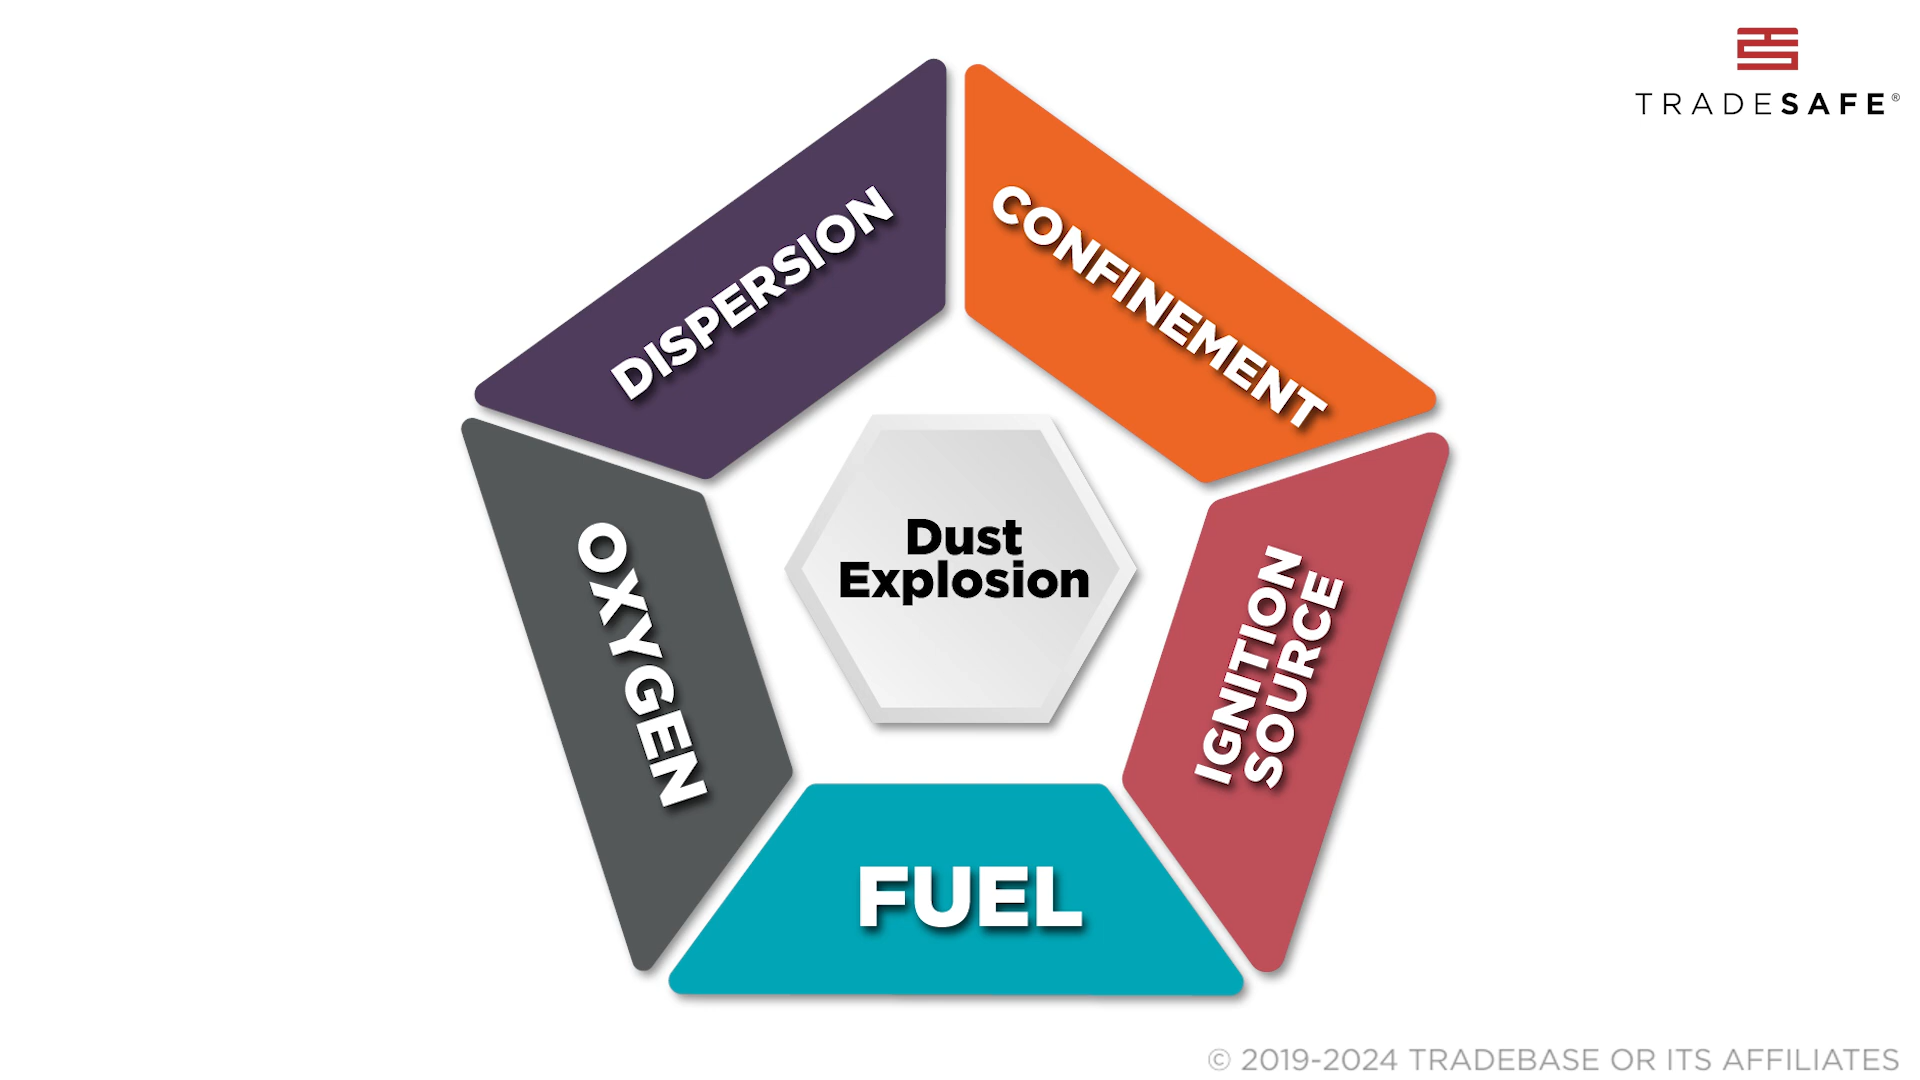 TRADESAFE®
DISPERSION
CONFINEMENT
OXYGEN
Dust
Explosion
IGNITION
SOURCE
FUEL
© 2019-2024 TRADEBASE OR ITS AFFILIATES